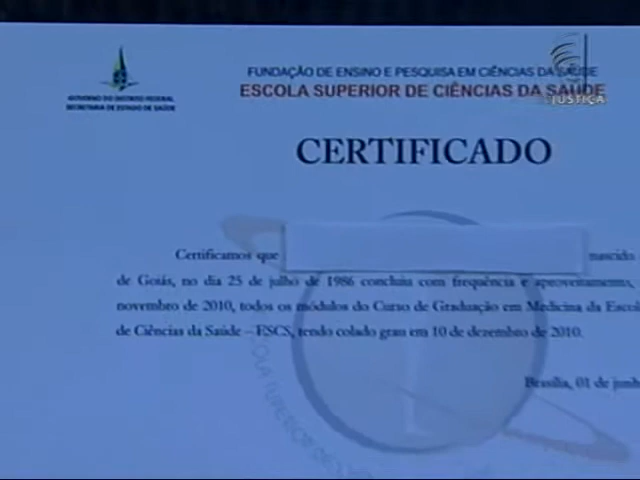 GOVERNO DO DISTRITO FEDERAL
SECRETARIA DE ESTADO DE SAÚDE
FUNDAÇÃO DE ENSINO E PESQUISA EM CIÊNCIAS DA SAÚDE
ESCOLA SUPERIOR DE CIÊNCIAS DA SAÚDE
JUSTIÇA
CERTIFICADO
Certificamos que nascido
de Goiás, no dia 25 de julho de 1986 concluiu com frequência e aproveitamento,
novembro de 2010, todos os módulos do Curso de Graduação em Medicina da Escol
de Ciências da Saúde – ESCS, tendo colado grau em 10 de dezembro de 2010.
Brasília, 01 de junh